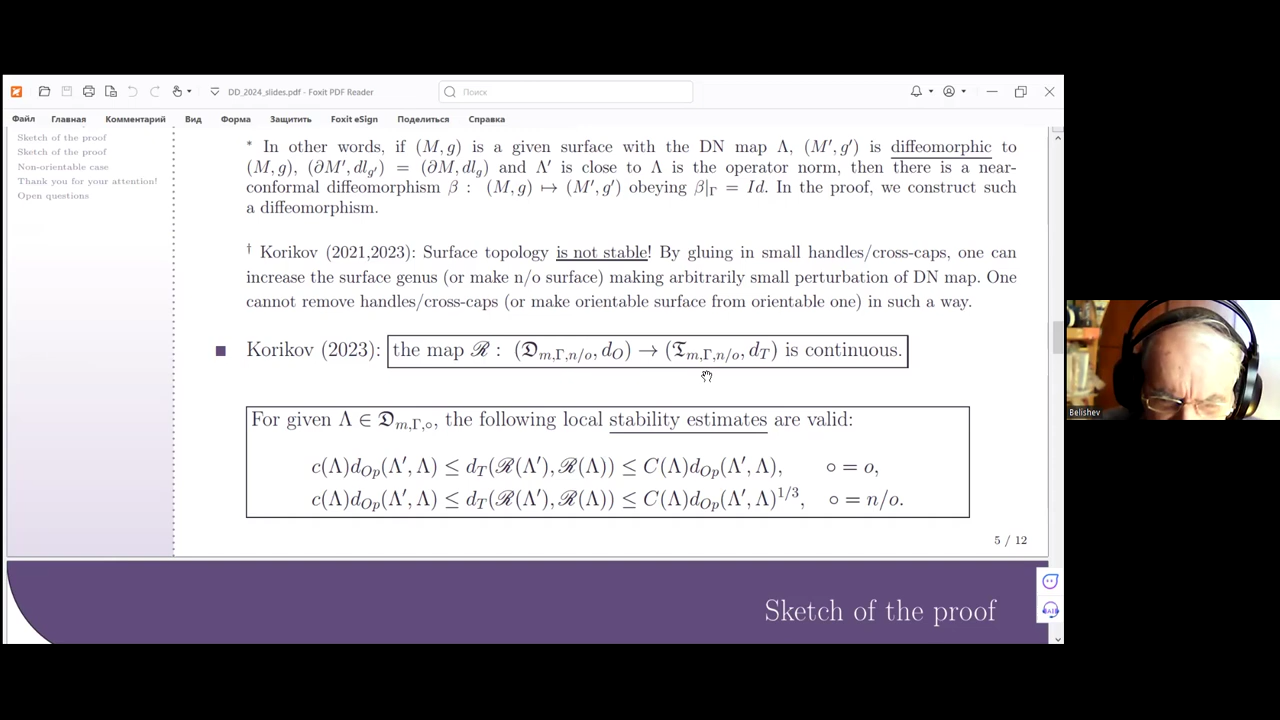 DD_2024_slides.pdf - Foxit PDF Reader
Поиск
Файл Главная Комментарий Вид Форма Защитить Foxit eSign Поделиться Справка
Sketch of the proof
Sketch of the proof
Non-orientable case
Thank you for your attention!
Open questions
* In other words, if (M, g) is a given surface with the DN map Λ, (M′, g′) is diffeomorphic to
(M, g), (∂M′, dl_{g′}) = (∂M, dl_g) and Λ′ is close to Λ is the operator norm, then there is a near-
conformal diffeomorphism β : (M, g) ↦ (M′, g′) obeying β|_Γ = Id. In the proof, we construct such
a diffeomorphism.
† Korikov (2021,2023): Surface topology is not stable! By gluing in small handles/cross-caps, one can
increase the surface genus (or make n/o surface) making arbitrarily small perturbation of DN map. One
cannot remove handles/cross-caps (or make orientable surface from orientable one) in such a way.
■ Korikov (2023): the map ℛ : (𝔇_{m,Γ,n/o}, d_O) → (𝔗_{m,Γ,n/o}, d_T) is continuous.
For given Λ ∈ 𝔇_{m,Γ,∘}, the following local stability estimates are valid:
c(Λ)d_{Op}(Λ′, Λ) ≤ d_T(ℛ(Λ′), ℛ(Λ)) ≤ C(Λ)d_{Op}(Λ′, Λ), ∘ = o,
c(Λ)d_{Op}(Λ′, Λ) ≤ d_T(ℛ(Λ′), ℛ(Λ)) ≤ C(Λ)d_{Op}(Λ′, Λ)^{1/3}, ∘ = n/o.
5 / 12
Sketch of the proof
Belishev